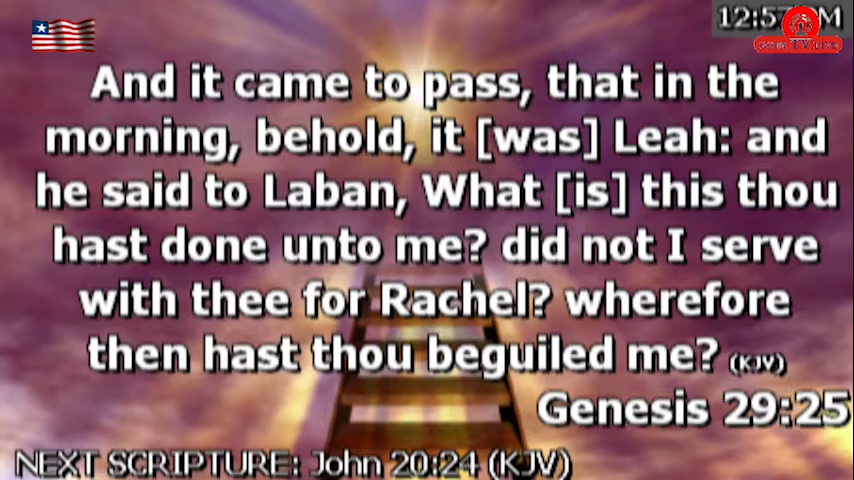 12:57
TV LIVE
And it came to pass, that in the
morning, behold, it [was] Leah: and
he said to Laban, What [is] this thou
hast done unto me? did not I serve
with thee for Rachel? wherefore
then hast thou beguiled me? (KJV)
Genesis 29:25
NEXT SCRIPTURE: John 20:24 (KJV)